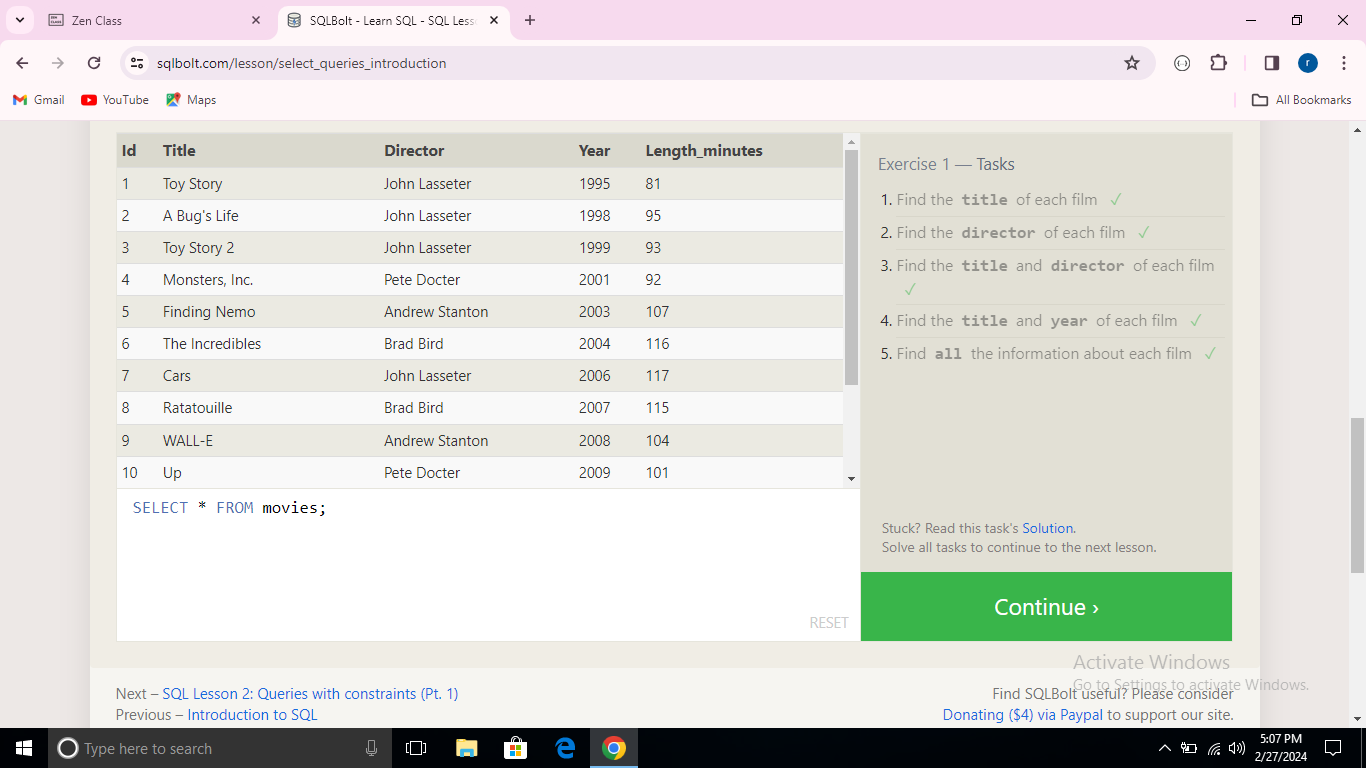 Zen Class
SQLBolt - Learn SQL - SQL Less
sqlbolt.com/lesson/select_queries_introduction
r
Gmail YouTube Maps All Bookmarks
Id Title Director Year Length_minutes
1 Toy Story John Lasseter 1995 81
2 A Bug's Life John Lasseter 1998 95
3 Toy Story 2 John Lasseter 1999 93
4 Monsters, Inc. Pete Docter 2001 92
5 Finding Nemo Andrew Stanton 2003 107
6 The Incredibles Brad Bird 2004 116
7 Cars John Lasseter 2006 117
8 Ratatouille Brad Bird 2007 115
9 WALL-E Andrew Stanton 2008 104
10 Up Pete Docter 2009 101
SELECT * FROM movies;
RESET
Exercise 1 — Tasks
1. Find the title of each film ✓
2. Find the director of each film ✓
3. Find the title and director of each film
✓
4. Find the title and year of each film ✓
5. Find all the information about each film ✓
Stuck? Read this task's Solution.
Solve all tasks to continue to the next lesson.
Continue ›
Next – SQL Lesson 2: Queries with constraints (Pt. 1)
Previous – Introduction to SQL
Find SQLBolt useful? Please consider
Donating ($4) via Paypal to support our site.
Activate Windows
Go to Settings to activate Windows.
Type here to search
5:07 PM
2/27/2024